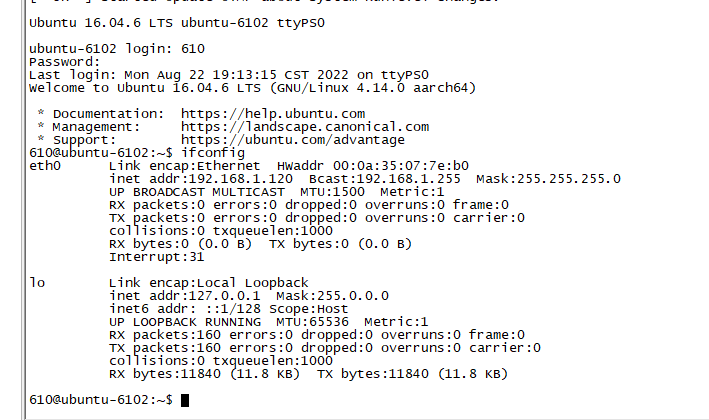 Ubuntu 16.04.6 LTS ubuntu-6102 ttyPS0
ubuntu-6102 login: 610
Password:
Last login: Mon Aug 22 19:13:15 CST 2022 on ttyPS0
Welcome to Ubuntu 16.04.6 LTS (GNU/Linux 4.14.0 aarch64)
* Documentation:  https://help.ubuntu.com
* Management:     https://landscape.canonical.com
* Support:        https://ubuntu.com/advantage
610@ubuntu-6102:~$ ifconfig
eth0      Link encap:Ethernet  HWaddr 00:0a:35:07:7e:b0
          inet addr:192.168.1.120  Bcast:192.168.1.255  Mask:255.255.255.0
          UP BROADCAST MULTICAST  MTU:1500  Metric:1
          RX packets:0 errors:0 dropped:0 overruns:0 frame:0
          TX packets:0 errors:0 dropped:0 overruns:0 carrier:0
          collisions:0 txqueuelen:1000
          RX bytes:0 (0.0 B)  TX bytes:0 (0.0 B)
          Interrupt:31
lo        Link encap:Local Loopback
          inet addr:127.0.0.1  Mask:255.0.0.0
          inet6 addr: ::1/128 Scope:Host
          UP LOOPBACK RUNNING  MTU:65536  Metric:1
          RX packets:160 errors:0 dropped:0 overruns:0 frame:0
          TX packets:160 errors:0 dropped:0 overruns:0 carrier:0
          collisions:0 txqueuelen:1000
          RX bytes:11840 (11.8 KB)  TX bytes:11840 (11.8 KB)
610@ubuntu-6102:~$